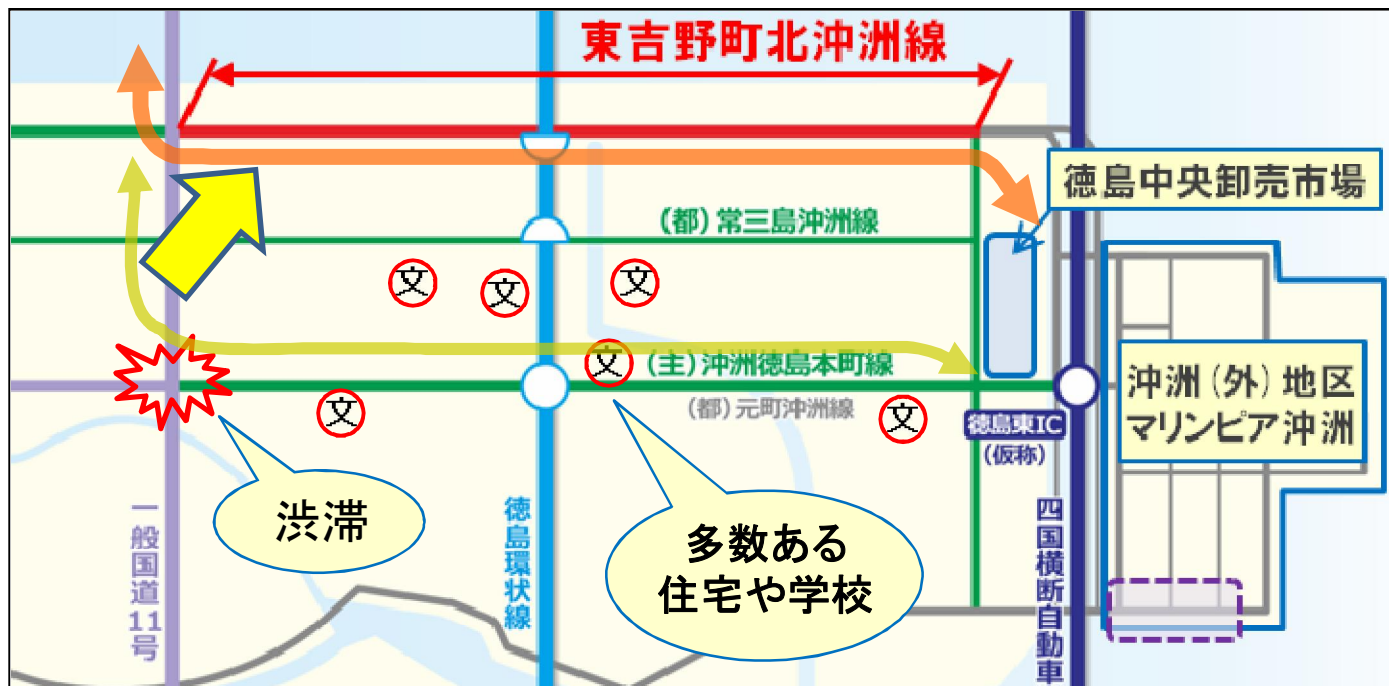 東吉野町北沖洲線
徳島中央卸売市場
(都)常三島沖洲線
文
文
文
文
(主)沖洲徳島本町線
(都)元町沖洲線
文
文
徳島東IC
(仮称)
沖洲(外)地区
マリンピア沖洲
渋滞
多数ある
住宅や学校
一般国道11号
徳島環状線
四国横断自動車